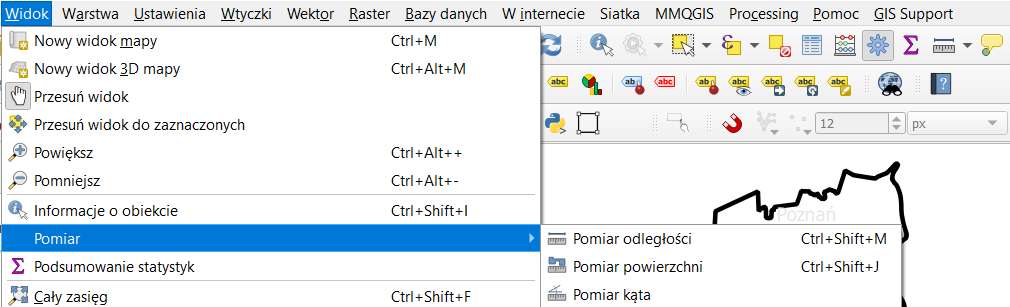 Widok Warstwa Ustawienia Wtyczki Wektor Raster Bazy danych W internecie Siatka MMQGIS Processing Pomoc GIS Support
Nowy widok mapy Ctrl+M
Nowy widok 3D mapy Ctrl+Alt+M
Przesuń widok
abc abc ab abc abc abc abc abc
Przesuń widok do zaznaczonych
12 px
Powiększ Ctrl+Alt++
Pomniejsz Ctrl+Alt+-
Informacje o obiekcie Ctrl+Shift+I
Poznań
Pomiar
Pomiar odległości Ctrl+Shift+M
Podsumowanie statystyk
Pomiar powierzchni Ctrl+Shift+J
Cały zasięg Ctrl+Shift+F
Pomiar kąta